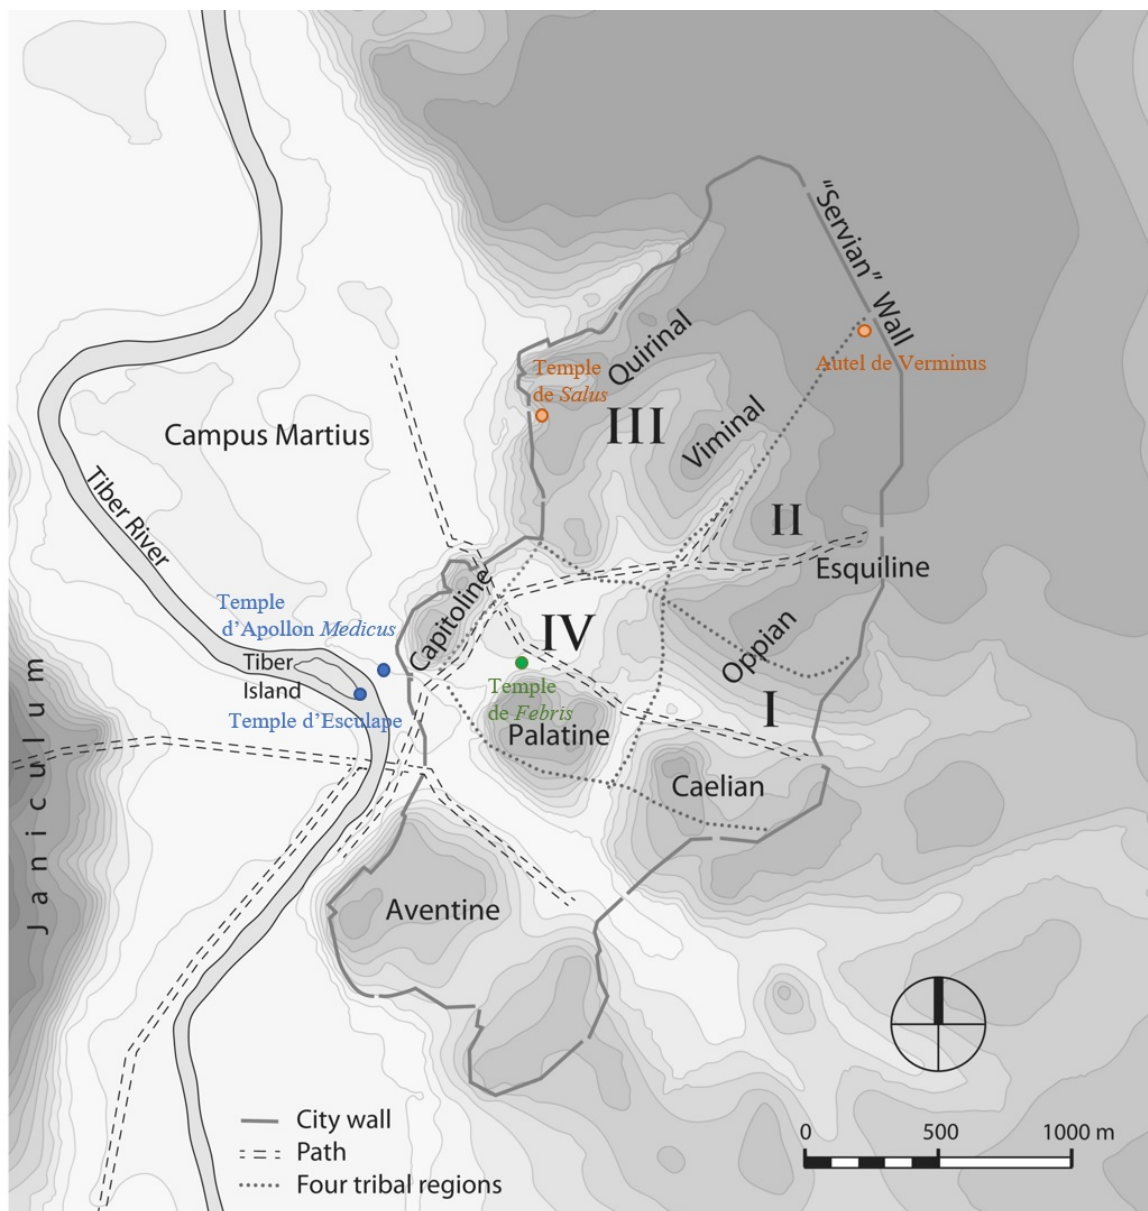 "Servian" Wall
Quirinal
Temple
de Salus
Autel de Verminus
III
Viminal
Campus Martius
Tiber River
II
Esquiline
Temple
d'Apollon Medicus
Capitoline
IV
Oppian
Tiber
Island
Temple d'Esculape
Temple
de Febris
I
Palatine
Janiculum
Caelian
Aventine
City wall
Path
Four tribal regions
0 500 1000 m